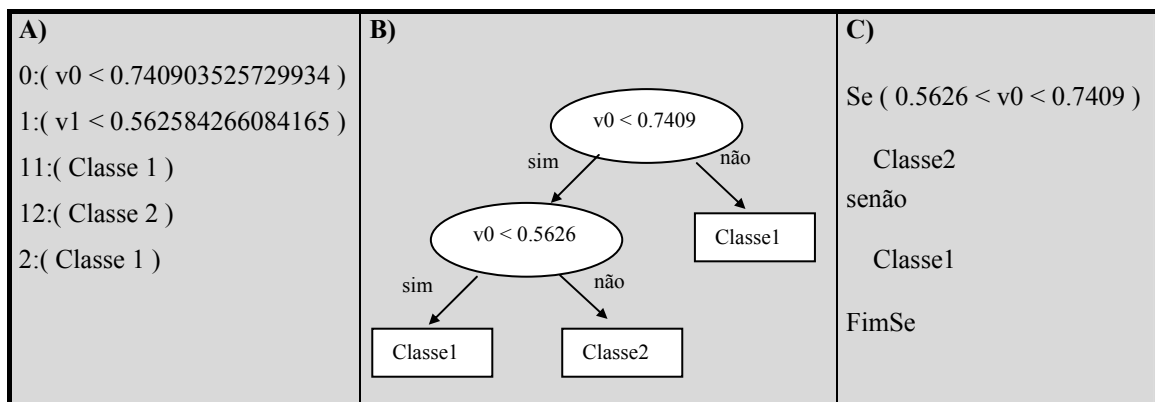 A)
0:( v0 < 0.740903525729934 )
1:( v1 < 0.562584266084165 )
11:( Classe 1 )
12:( Classe 2 )
2:( Classe 1 )
B)
v0 < 0.7409
sim
não
v0 < 0.5626
Classe1
sim
não
Classe1
Classe2
C)
Se ( 0.5626 < v0 < 0.7409 )
Classe2
senão
Classe1
FimSe